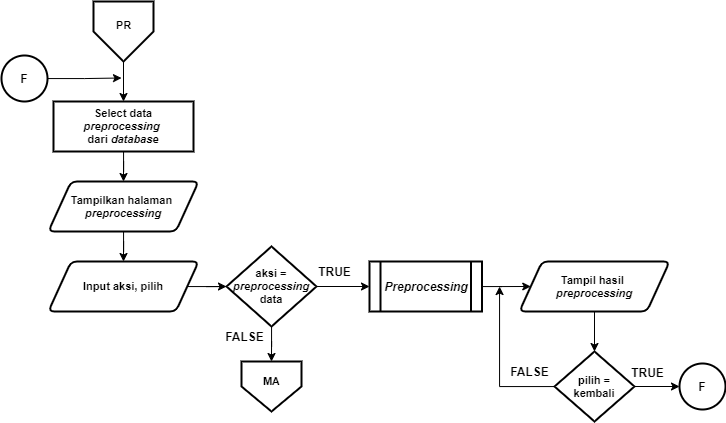 PR
F
Select data
preprocessing
dari database
Tampilkan halaman
preprocessing
Input aksi, pilih
aksi =
preprocessing
data
TRUE
FALSE
MA
Preprocessing
Tampil hasil
preprocessing
FALSE
pilih =
kembali
TRUE
F